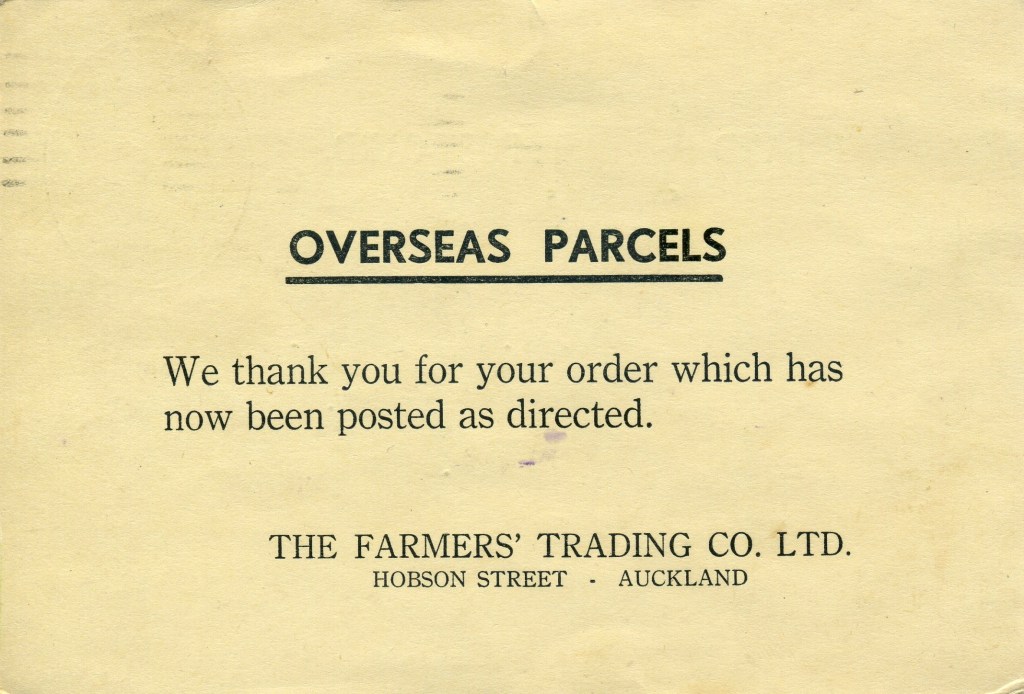 OVERSEAS PARCELS
We thank you for your order which has
now been posted as directed.
THE FARMERS' TRADING CO. LTD.
HOBSON STREET - AUCKLAND